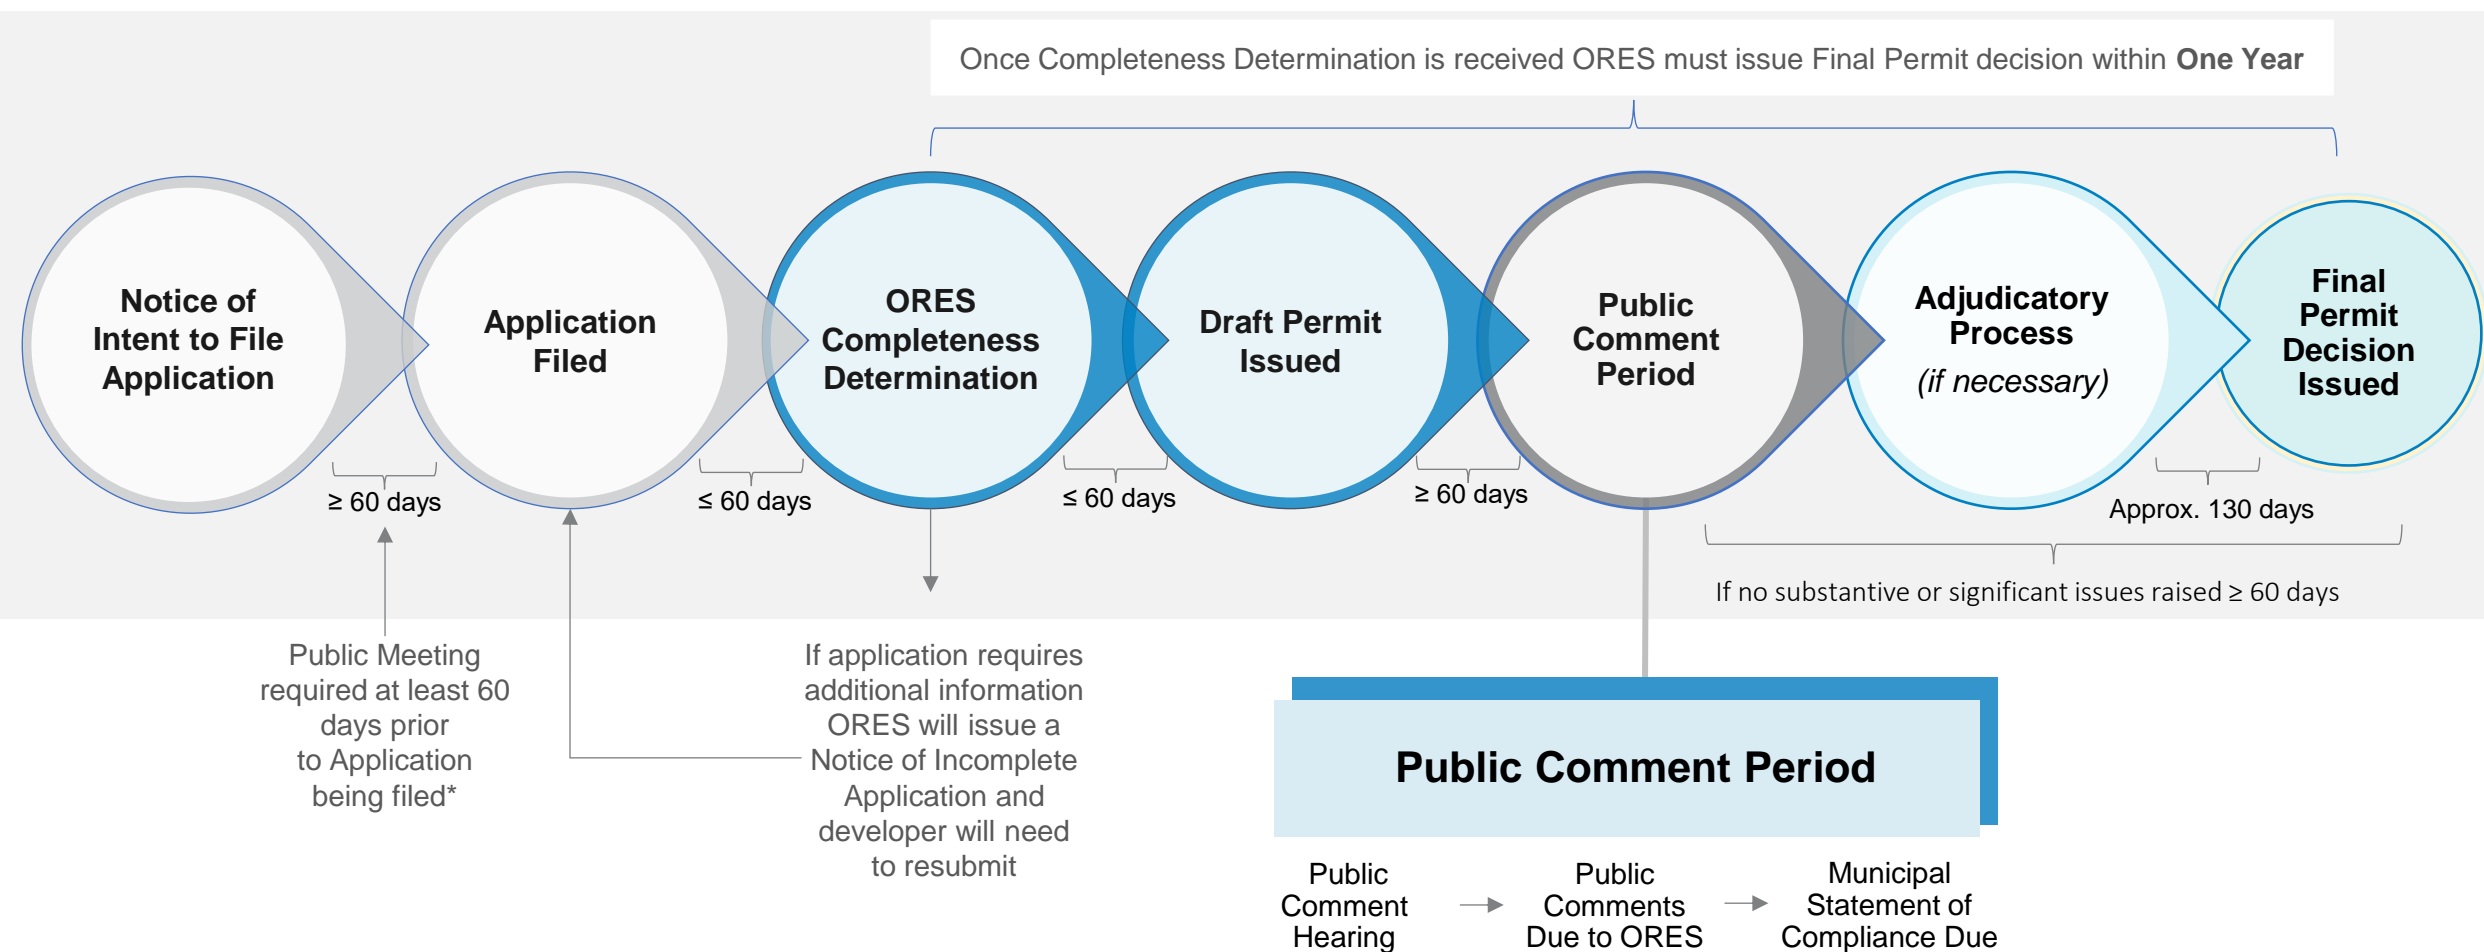 Once Completeness Determination is received ORES must issue Final Permit decision within One Year
Notice of
Intent to File
Application
Application
Filed
ORES
Completeness
Determination
Draft Permit
Issued
Public
Comment
Period
Adjudicatory
Process
(if necessary)
Final
Permit
Decision
Issued
≥ 60 days
≤ 60 days
≤ 60 days
≥ 60 days
Approx. 130 days
If no substantive or significant issues raised ≥ 60 days
Public Meeting
required at least 60
days prior
to Application
being filed*
If application requires
additional information
ORES will issue a
Notice of Incomplete
Application and
developer will need
to resubmit
Public Comment Period
Public
Comment
Hearing
Public
Comments
Due to ORES
Municipal
Statement of
Compliance Due